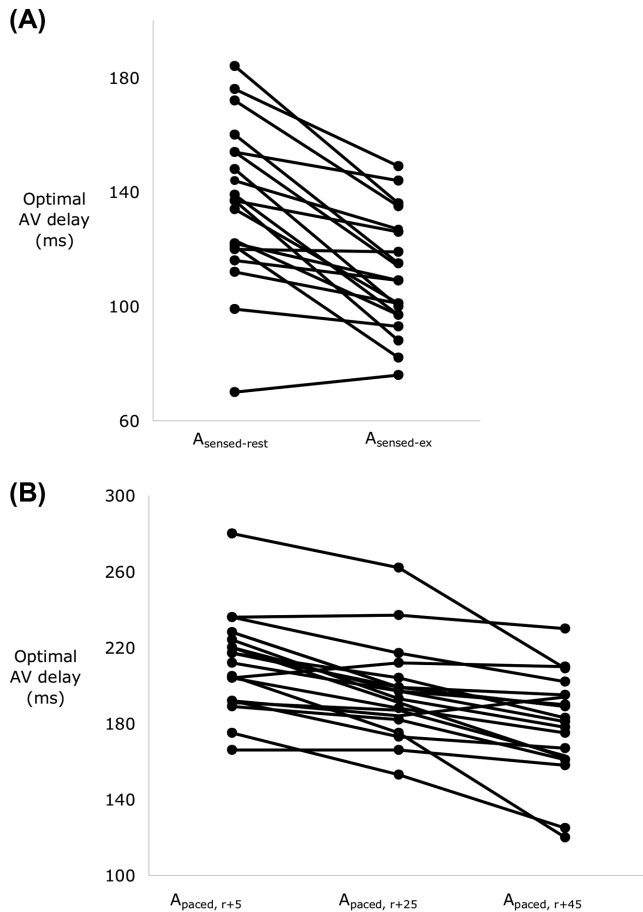 (A)
180
140
Optimal
AV delay
(ms)
100
60
Asensed-rest Asensed-ex
(B)
300
260
220
Optimal
AV delay
(ms)
180
140
100
Apaced, r+5 Apaced, r+25 Apaced, r+45